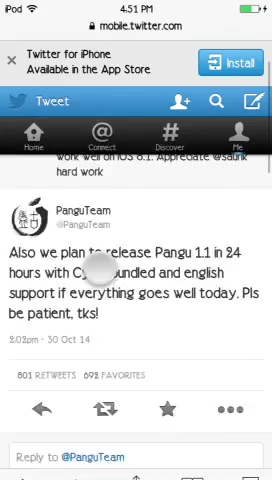 iPod
4:51 PM
mobile.twitter.com
Twitter for iPhone
Available in the App Store
Install
Tweet
Home
Connect
Discover
Me
work well on iOS 8.1. Appreciate @saurik
hard work
PanguTeam
@PanguTeam
Also we plan to release Pangu 1.1 in 24
hours with bundled and english
support if everything goes well today. Pls
be patient, tks!
2:02pm - 30 Oct 14
801 RETWEETS 692 FAVORITES
Reply to @PanguTeam